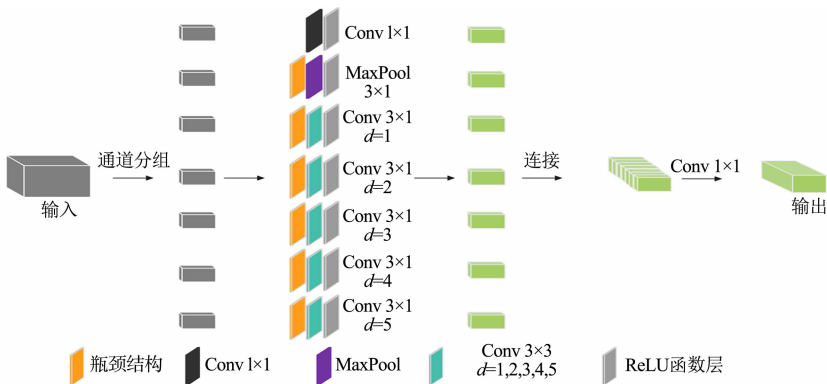 Conv 1×1
MaxPool
3×1
Conv 3×1
d=1
通道分组
连接
Conv 3×1
d=2
Conv 1×1
输入
输出
Conv 3×1
d=3
Conv 3×1
d=4
Conv 3×1
d=5
瓶颈结构
Conv 1×1
MaxPool
Conv 3×3
d=1,2,3,4,5
ReLU函数层